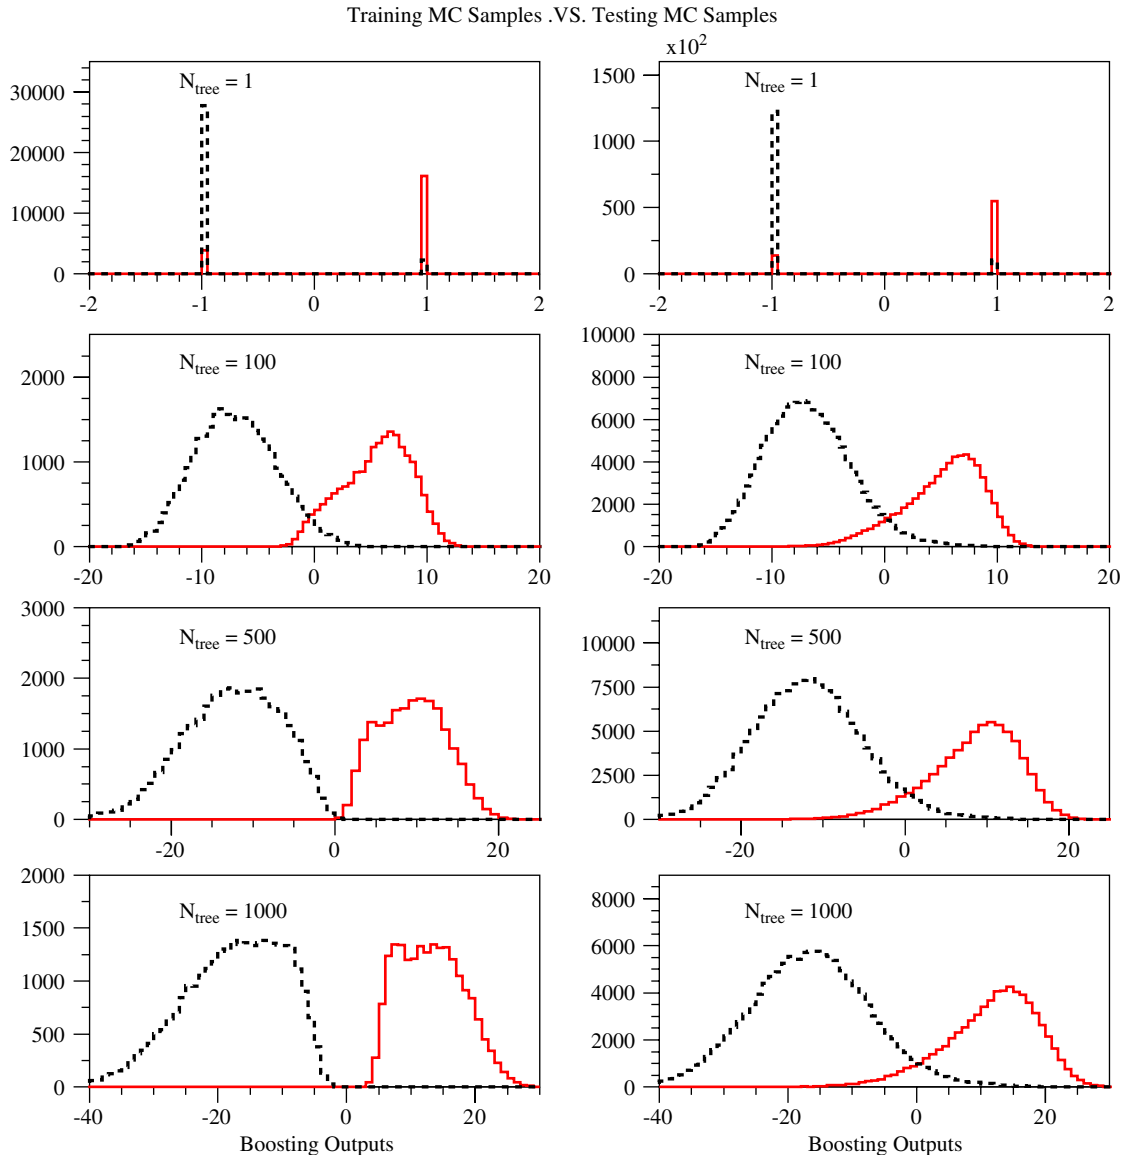 Training MC Samples .VS. Testing MC Samples
x10²
30000
20000
10000
0
N_tree = 1
-2 -1 0 1 2
1500
1000
500
0
N_tree = 1
-2 -1 0 1 2
2000
1000
0
N_tree = 100
-20 -10 0 10 20
10000
8000
6000
4000
2000
0
N_tree = 100
-20 -10 0 10 20
3000
2000
1000
0
N_tree = 500
-20 0 20
10000
7500
5000
2500
0
N_tree = 500
-20 0 20
2000
1500
1000
500
0
N_tree = 1000
-40 -20 0 20
Boosting Outputs
8000
6000
4000
2000
0
N_tree = 1000
-40 -20 0 20
Boosting Outputs